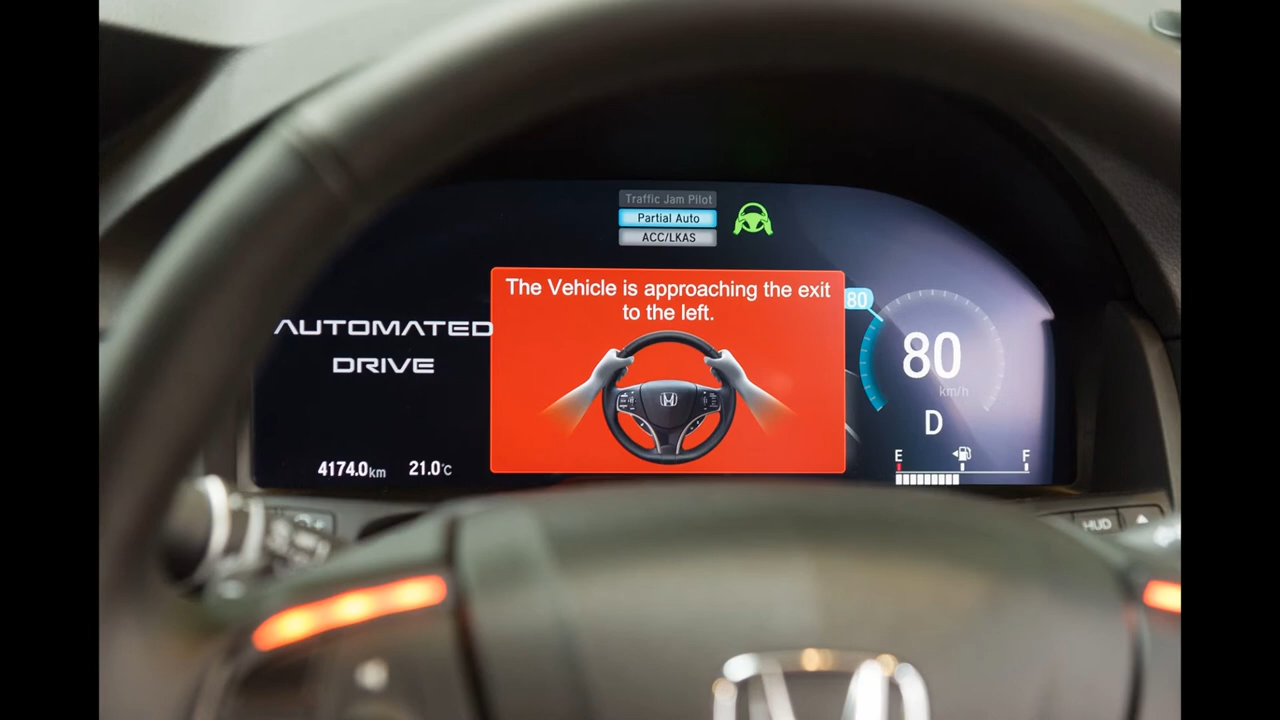 Traffic Jam Pilot
Partial Auto
ACC/LKAS
The Vehicle is approaching the exit
to the left.
AUTOMATED
DRIVE
80
80
km/h
D
E
F
4174.0km
21.0°C
HUD